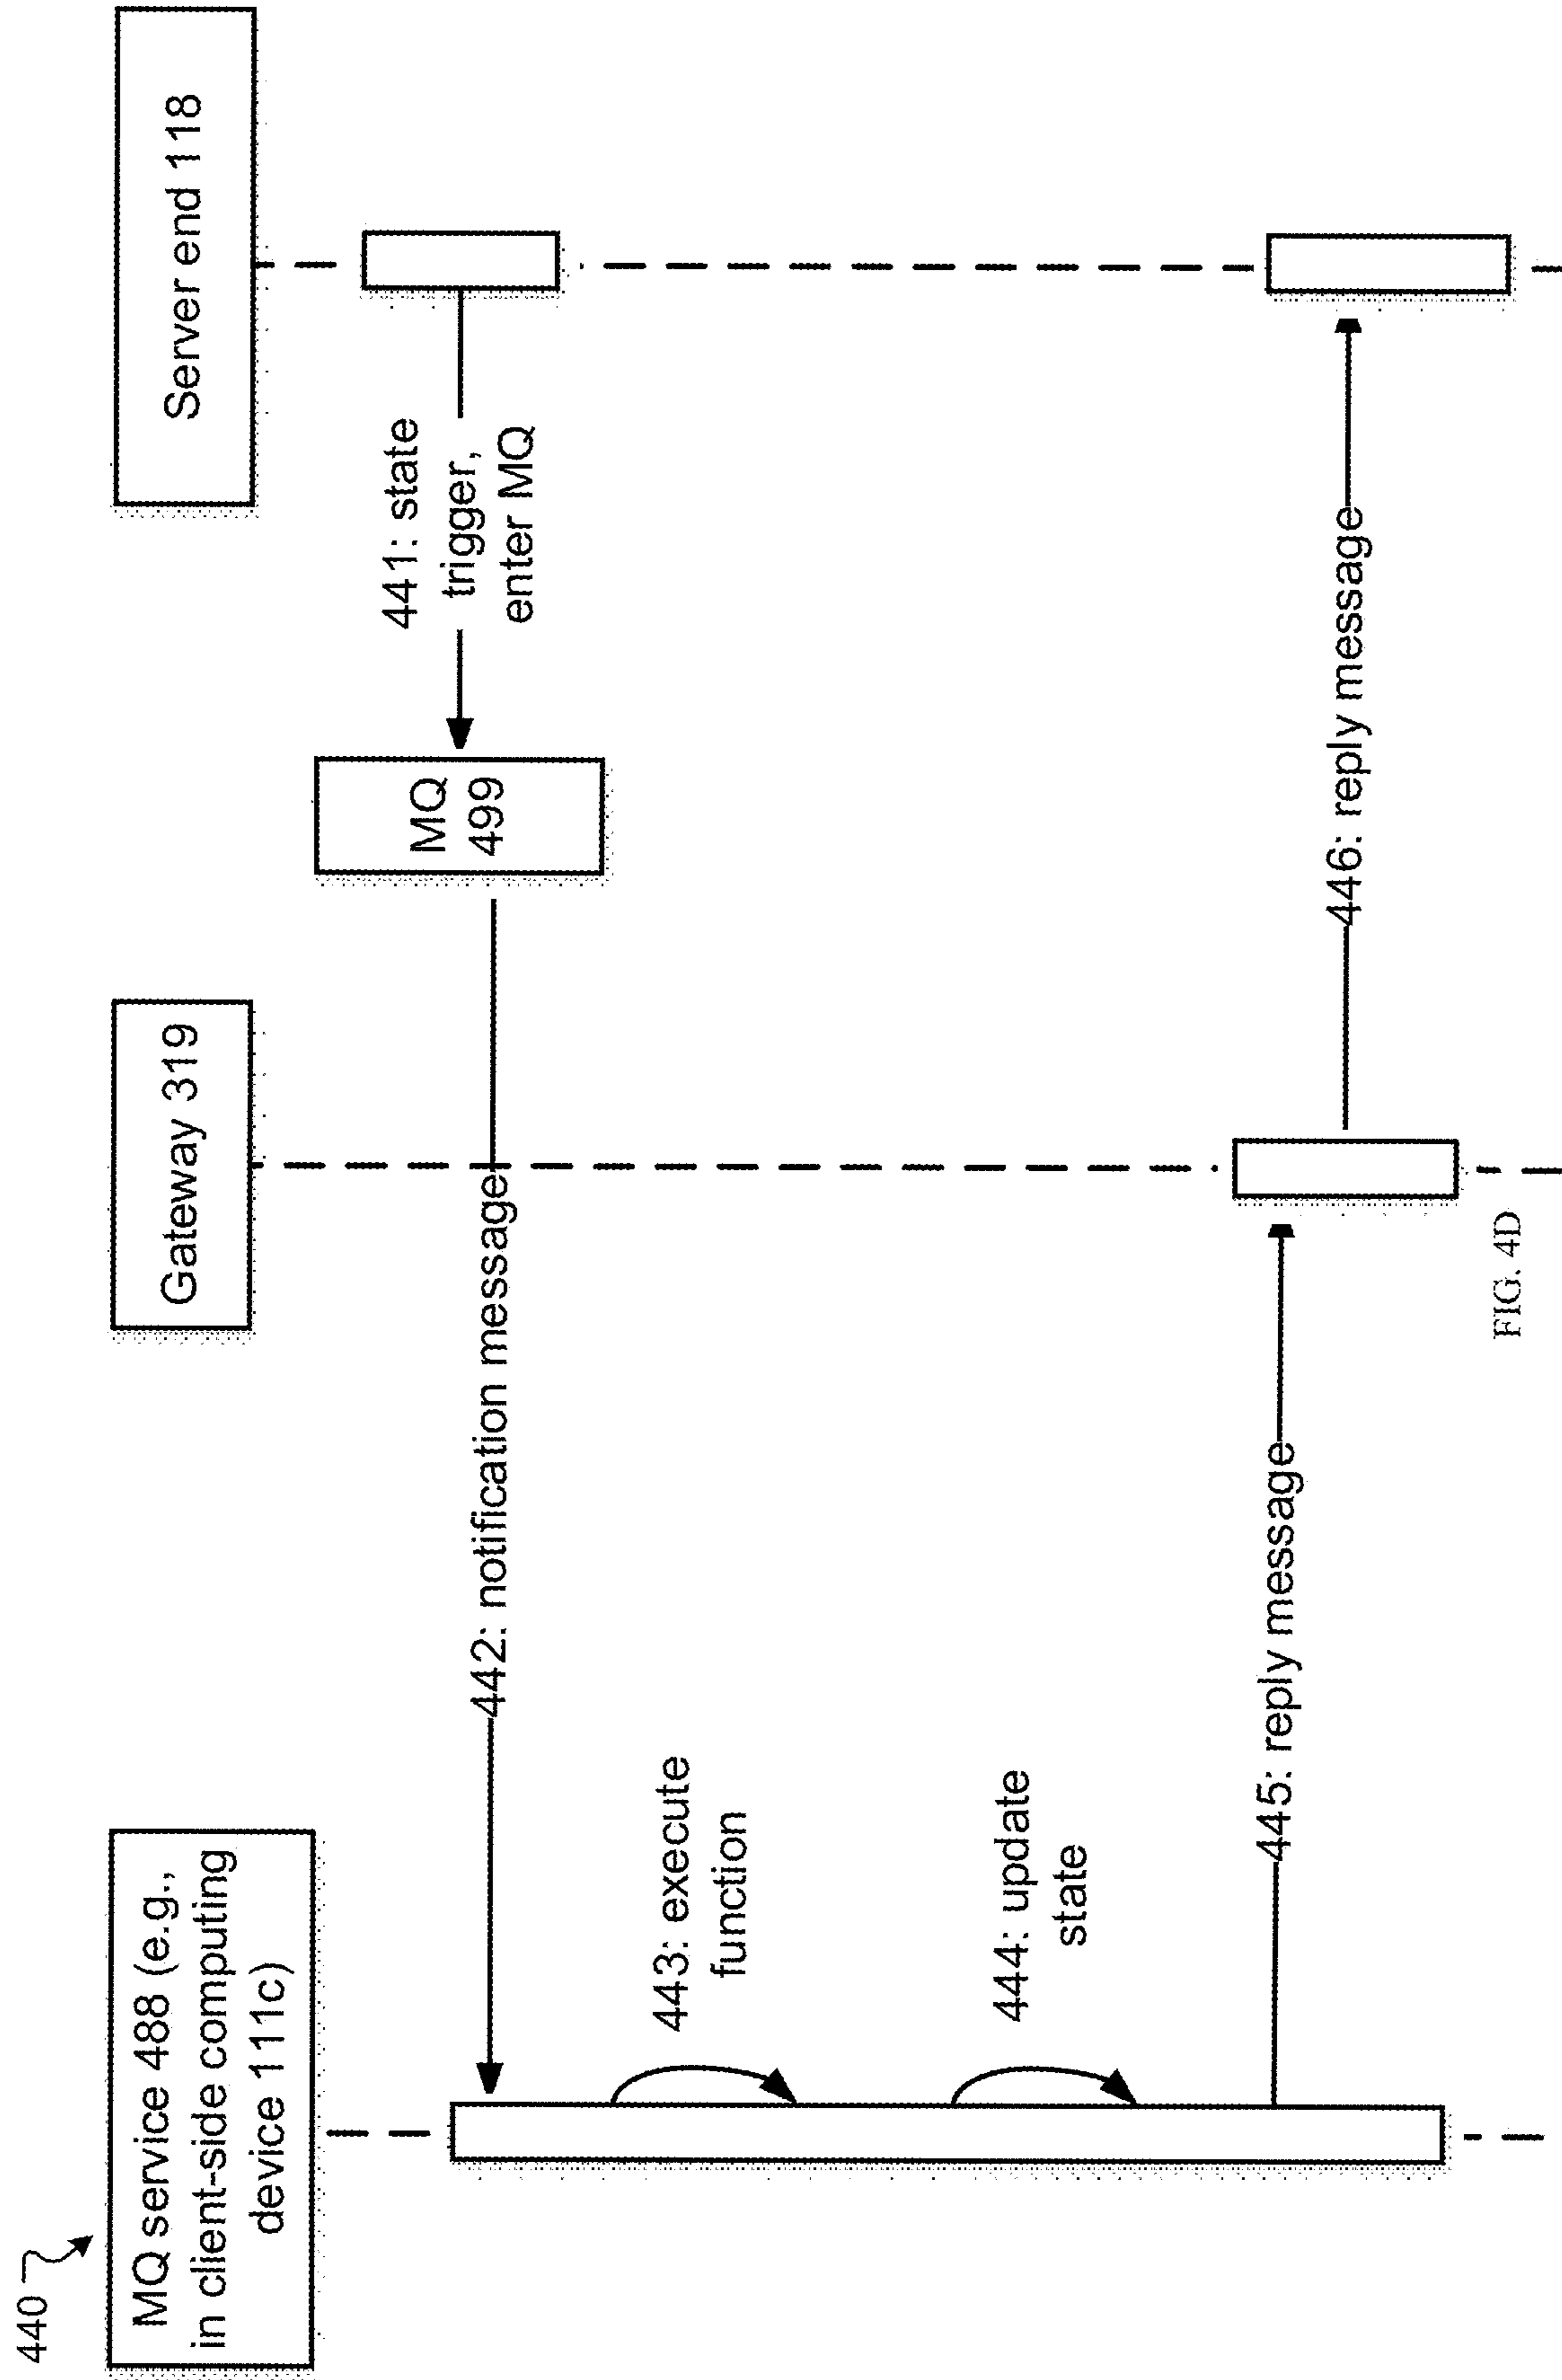 440
MQ service 488 (e.g.,
in client-side computing
device 111c)
Gateway 319
Server end 118
441: state
trigger,
enter MQ
MQ
499
442: notification message
443: execute
function
444: update
state
445: reply message
446: reply message
FIG. 4D